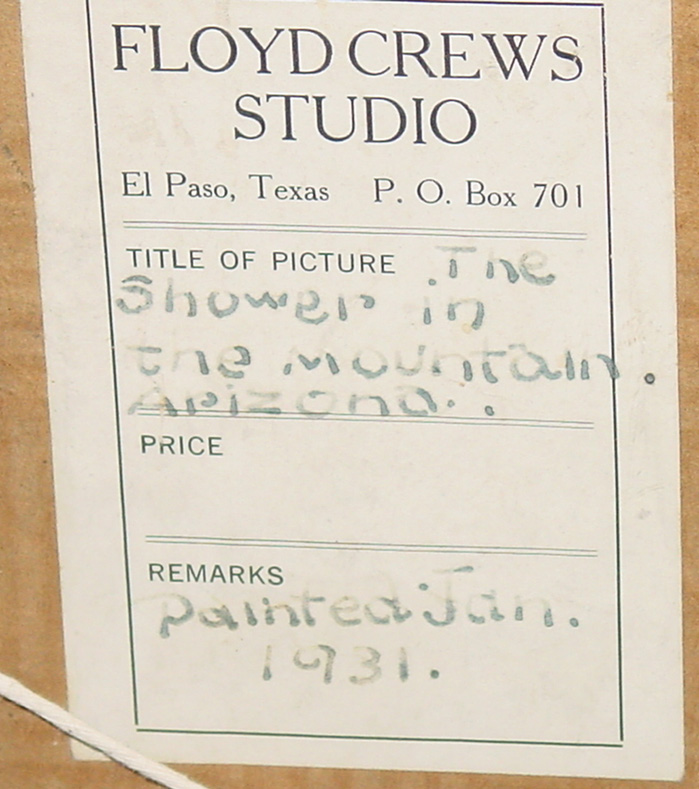 FLOYD CREWS
STUDIO
El Paso, Texas P. O. Box 701
TITLE OF PICTURE The
Shower in
the Mountain
Arizona..
PRICE
REMARKS
Painted Jan.
1931.